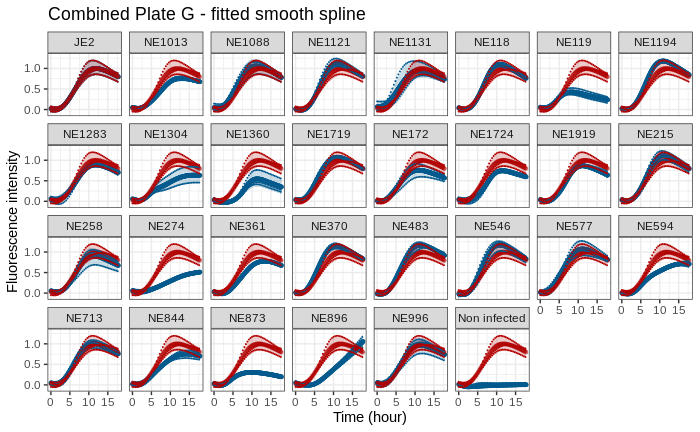 Combined Plate G - fitted smooth spline
JE2 NE1013 NE1088 NE1121 NE1131 NE118 NE119 NE1194
1.0
0.5
0.0
NE1283 NE1304 NE1360 NE1719 NE172 NE1724 NE1919 NE215
1.0
0.5
0.0
Fluorescence intensity
NE258 NE274 NE361 NE370 NE483 NE546 NE577 NE594
1.0
0.5
0.0
0 5 10 15 0 5 10 15
NE713 NE844 NE873 NE896 NE996 Non infected
1.0
0.5
0.0
0 5 10 15 0 5 10 15 0 5 10 15 0 5 10 15 0 5 10 15 0 5 10 15
Time (hour)